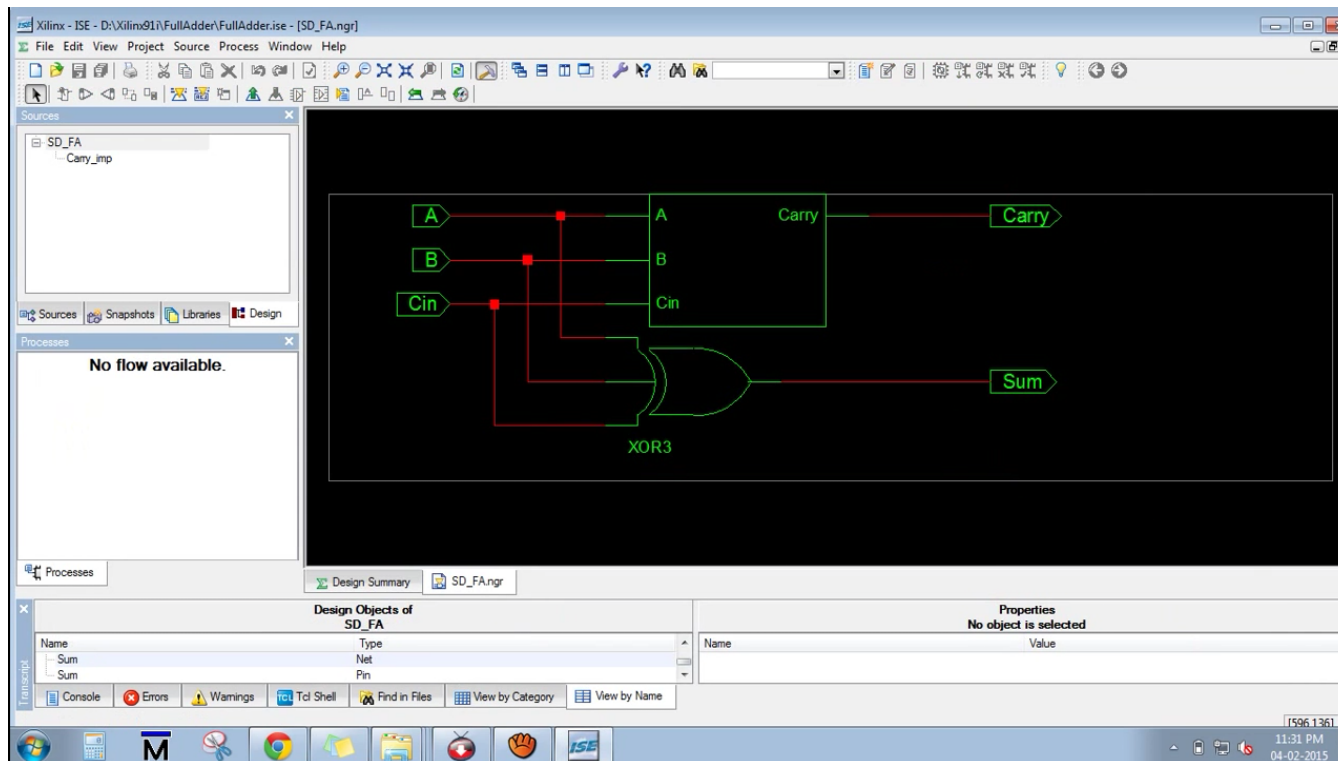 Xilinx - ISE - D:\Xilinx91i\FullAdder\FullAdder.ise - [SD_FA.ngr]
File Edit View Project Source Process Window Help
Sources
SD_FA
Carry_imp
Sources Snapshots Libraries Design
Processes
No flow available.
Processes
A
B
Cin
A
B
Cin
Carry
Carry
Sum
XOR3
Design Summary SD_FA.ngr
Transcript
Design Objects of
SD_FA
Name Type
Sum Net
Sum Pin
Properties
No object is selected
Name Value
Console Errors Warnings TCL Tcl Shell Find in Files View by Category View by Name
[596,136]
M
ISE
11:31 PM
04-02-2015